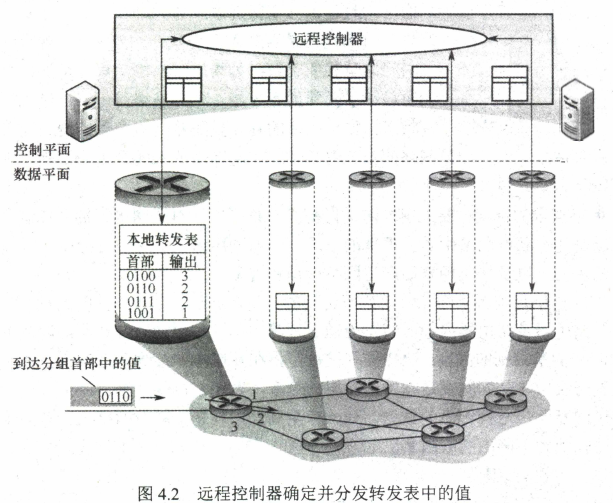 远程控制器
控制平面
数据平面
本地转发表
首部 输出
0100 3
0110 2
0111 2
1001 1
到达分组首部中的值
0110
1
2
3
图 4.2 远程控制器确定并分发转发表中的值